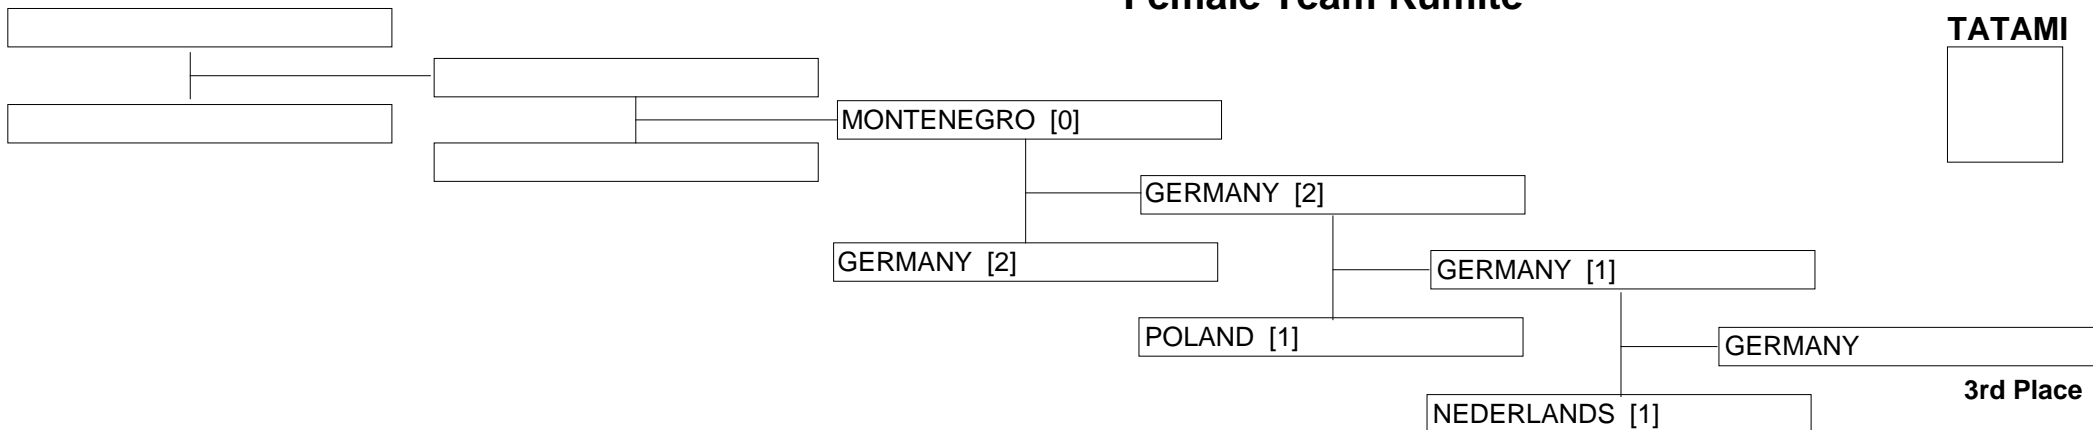 Female Team Kumite
TATAMI
MONTENEGRO [0]
GERMANY [2]
GERMANY [2]
GERMANY [1]
POLAND [1]
GERMANY
3rd Place
NEDERLANDS [1]